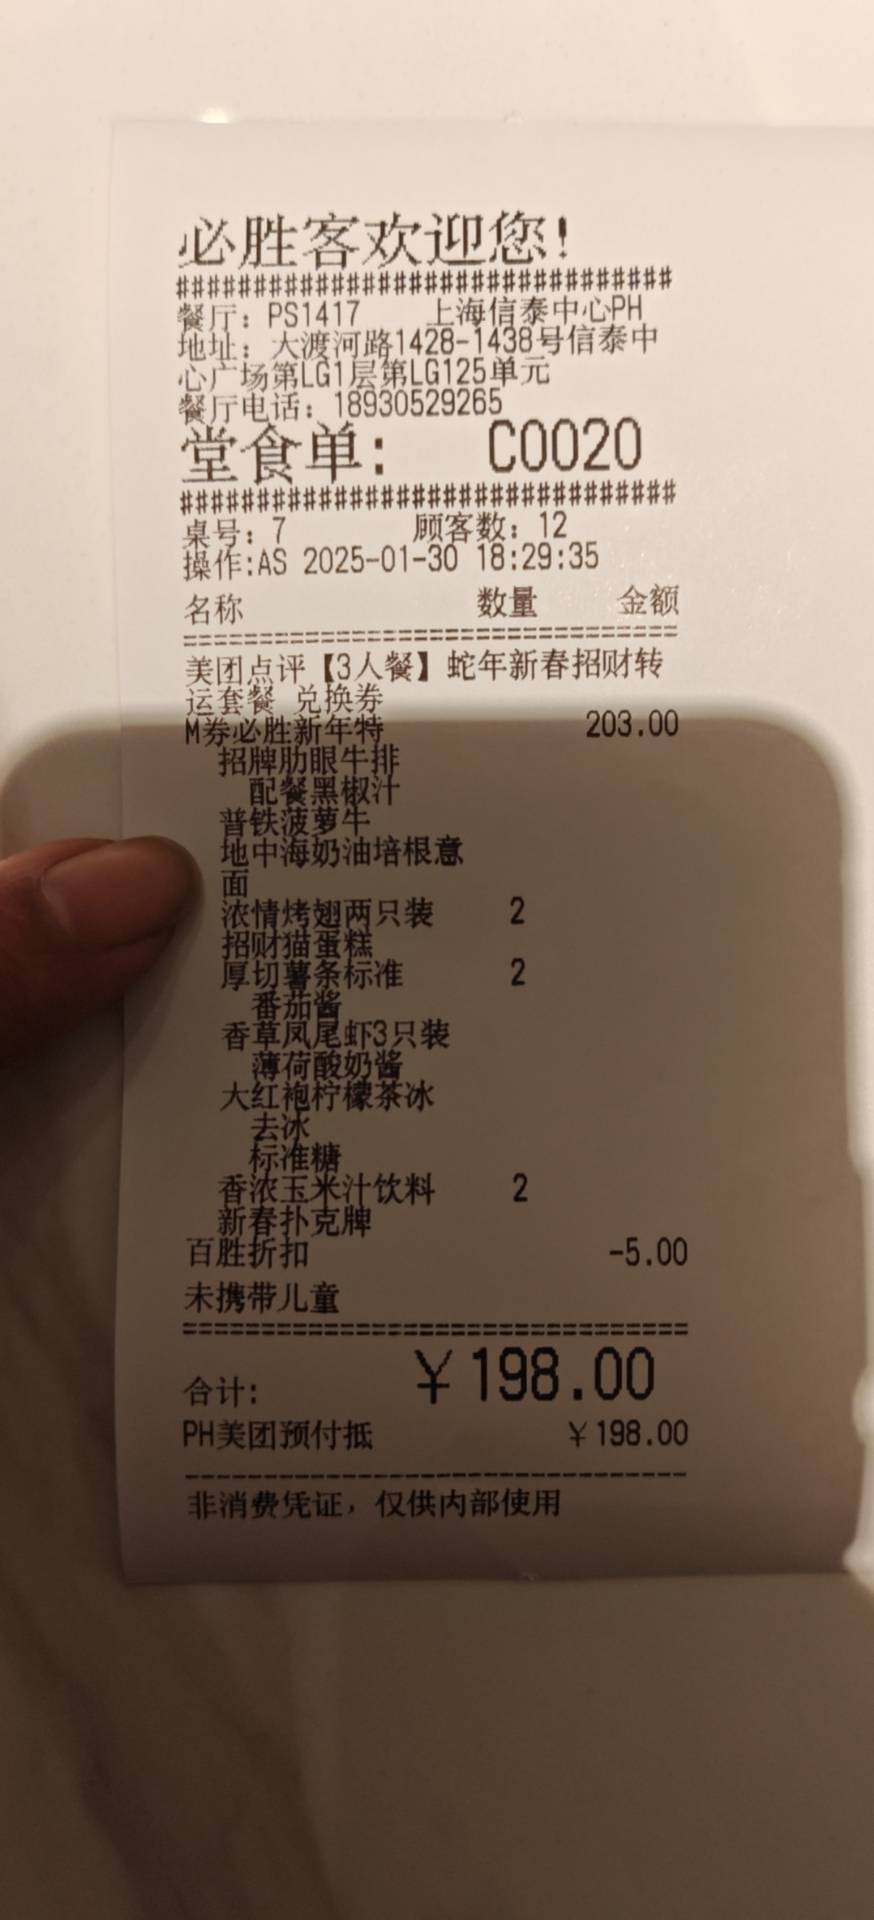 必胜客欢迎您!
################################
餐厅: PS1417 上海信泰中心PH
地址: 大渡河路1428-1438号信泰中
心广场第LG1层第LG125单元
餐厅电话: 18930529265
堂食单: C0020
################################
桌号: 7 顾客数: 12
操作:AS 2025-01-30 18:29:35
名称 数量 金额
================================
美团点评【3人餐】蛇年新春招财转
运套餐 兑换券
M券必胜新年特 203.00
招牌肋眼牛排
配餐黑椒汁
普铁菠萝牛
地中海奶油培根意
面
浓情烤翅两只装 2
招财猫蛋糕
厚切薯条标准 2
番茄酱
香草凤尾虾3只装
薄荷酸奶酱
大红袍柠檬茶冰
去冰
标准糖
香浓玉米汁饮料 2
新春扑克牌
百胜折扣 -5.00
未携带儿童
================================
合计: ¥198.00
PH美团预付抵 ¥198.00
--------------------------------
非消费凭证，仅供内部使用